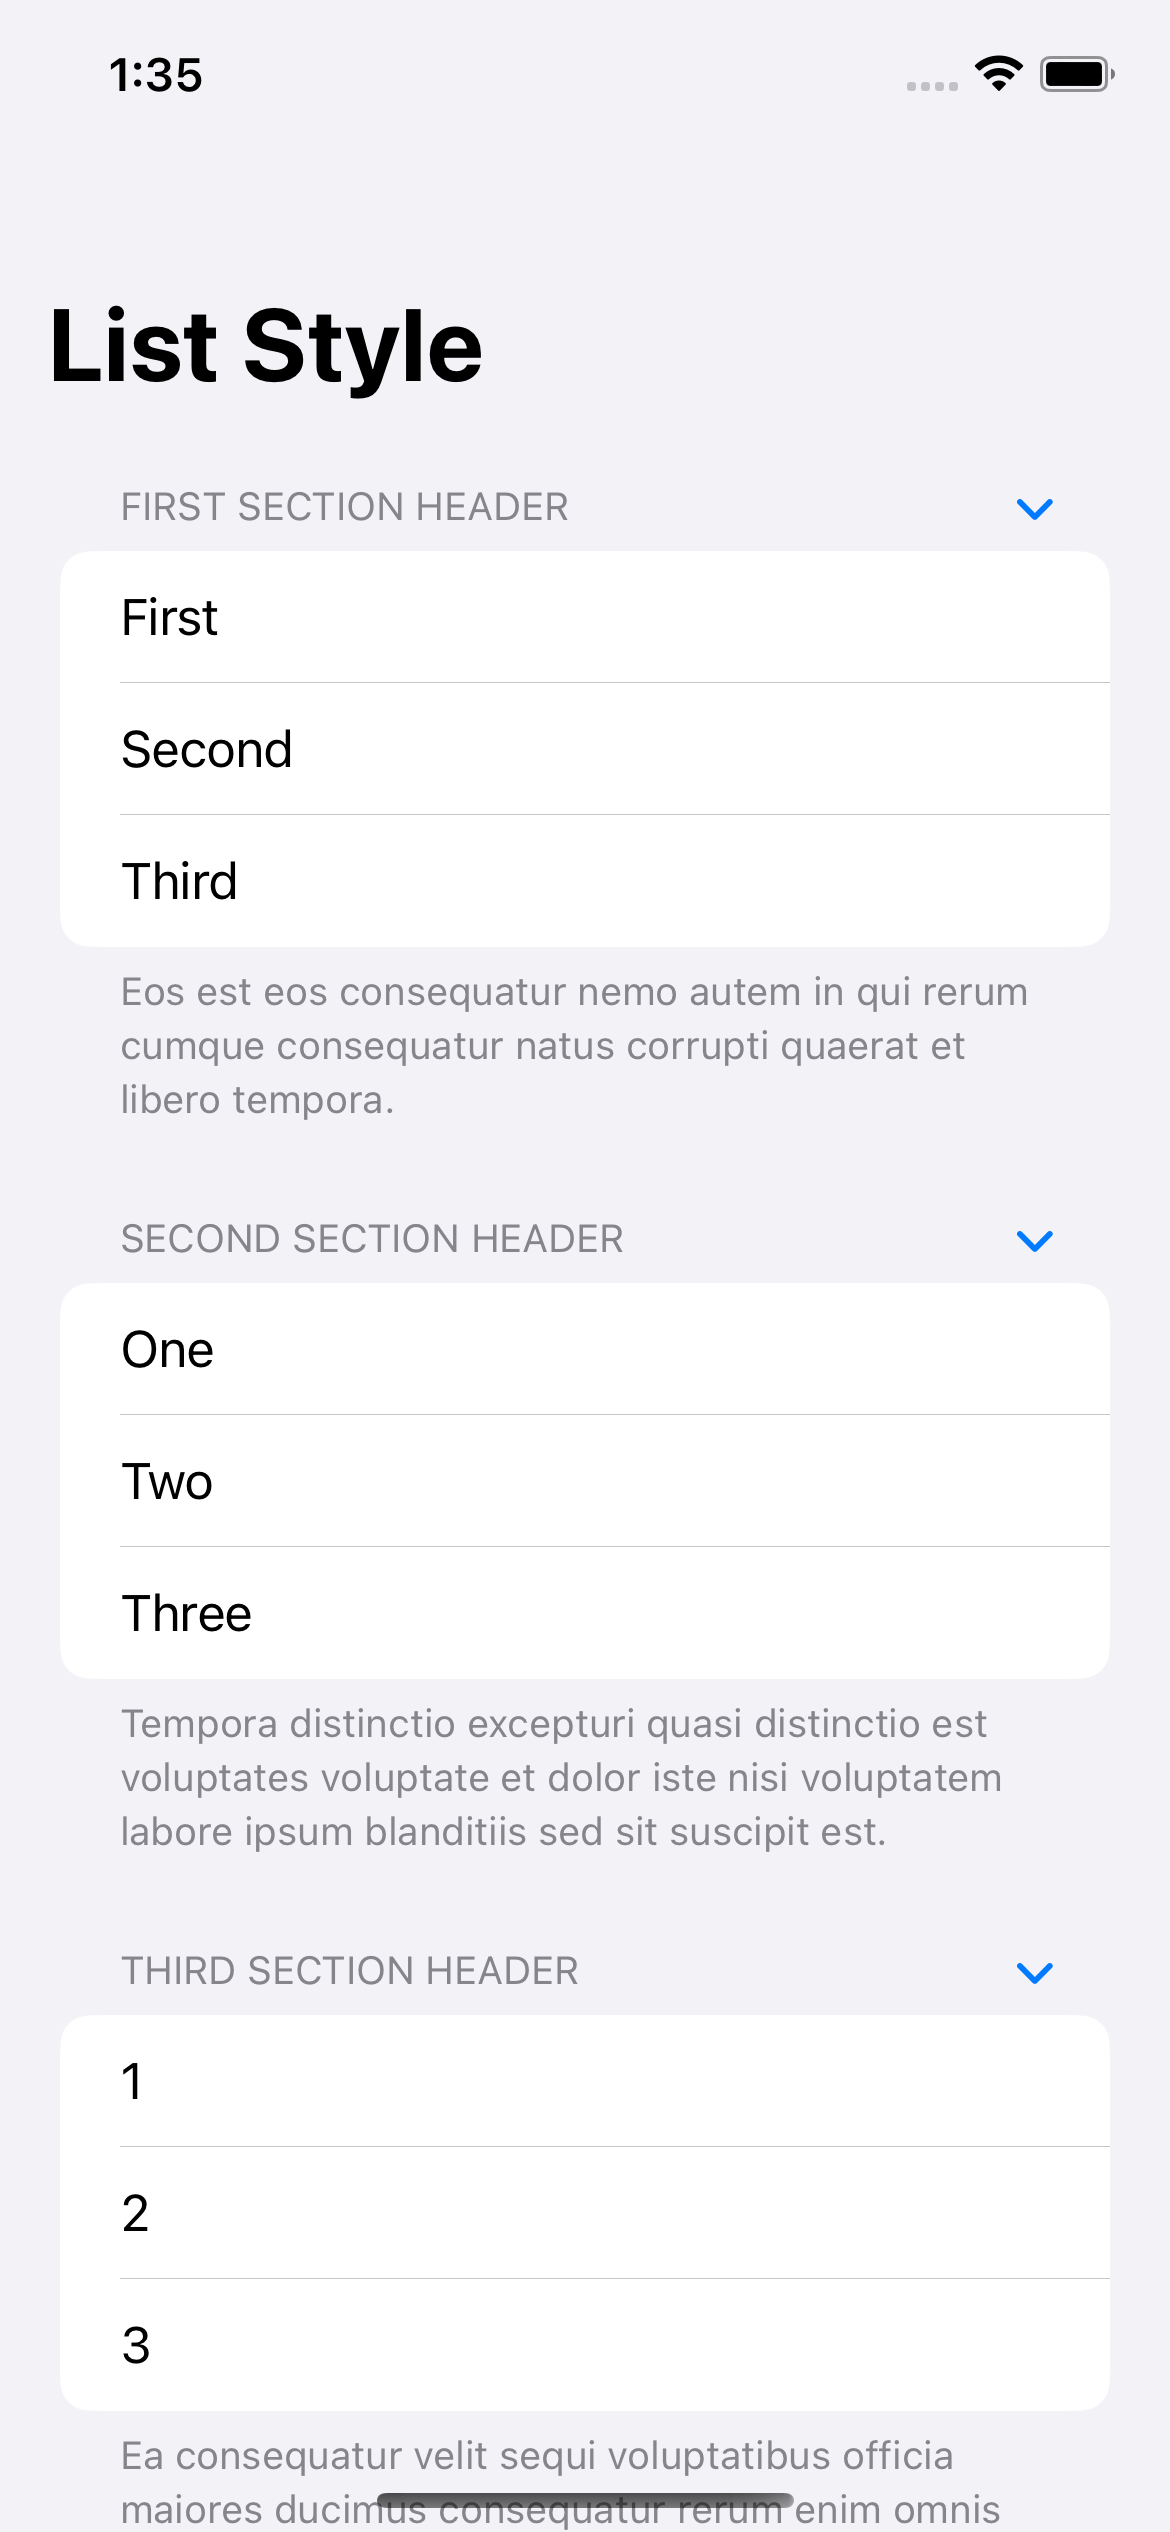 1:35
List Style
FIRST SECTION HEADER
First
Second
Third
Eos est eos consequatur nemo autem in qui rerum
cumque consequatur natus corrupti quaerat et
libero tempora.
SECOND SECTION HEADER
One
Two
Three
Tempora distinctio excepturi quasi distinctio est
voluptates voluptate et dolor iste nisi voluptatem
labore ipsum blanditiis sed sit suscipit est.
THIRD SECTION HEADER
1
2
3
Ea consequatur velit sequi voluptatibus officia
maiores ducimus consequatur rerum enim omnis